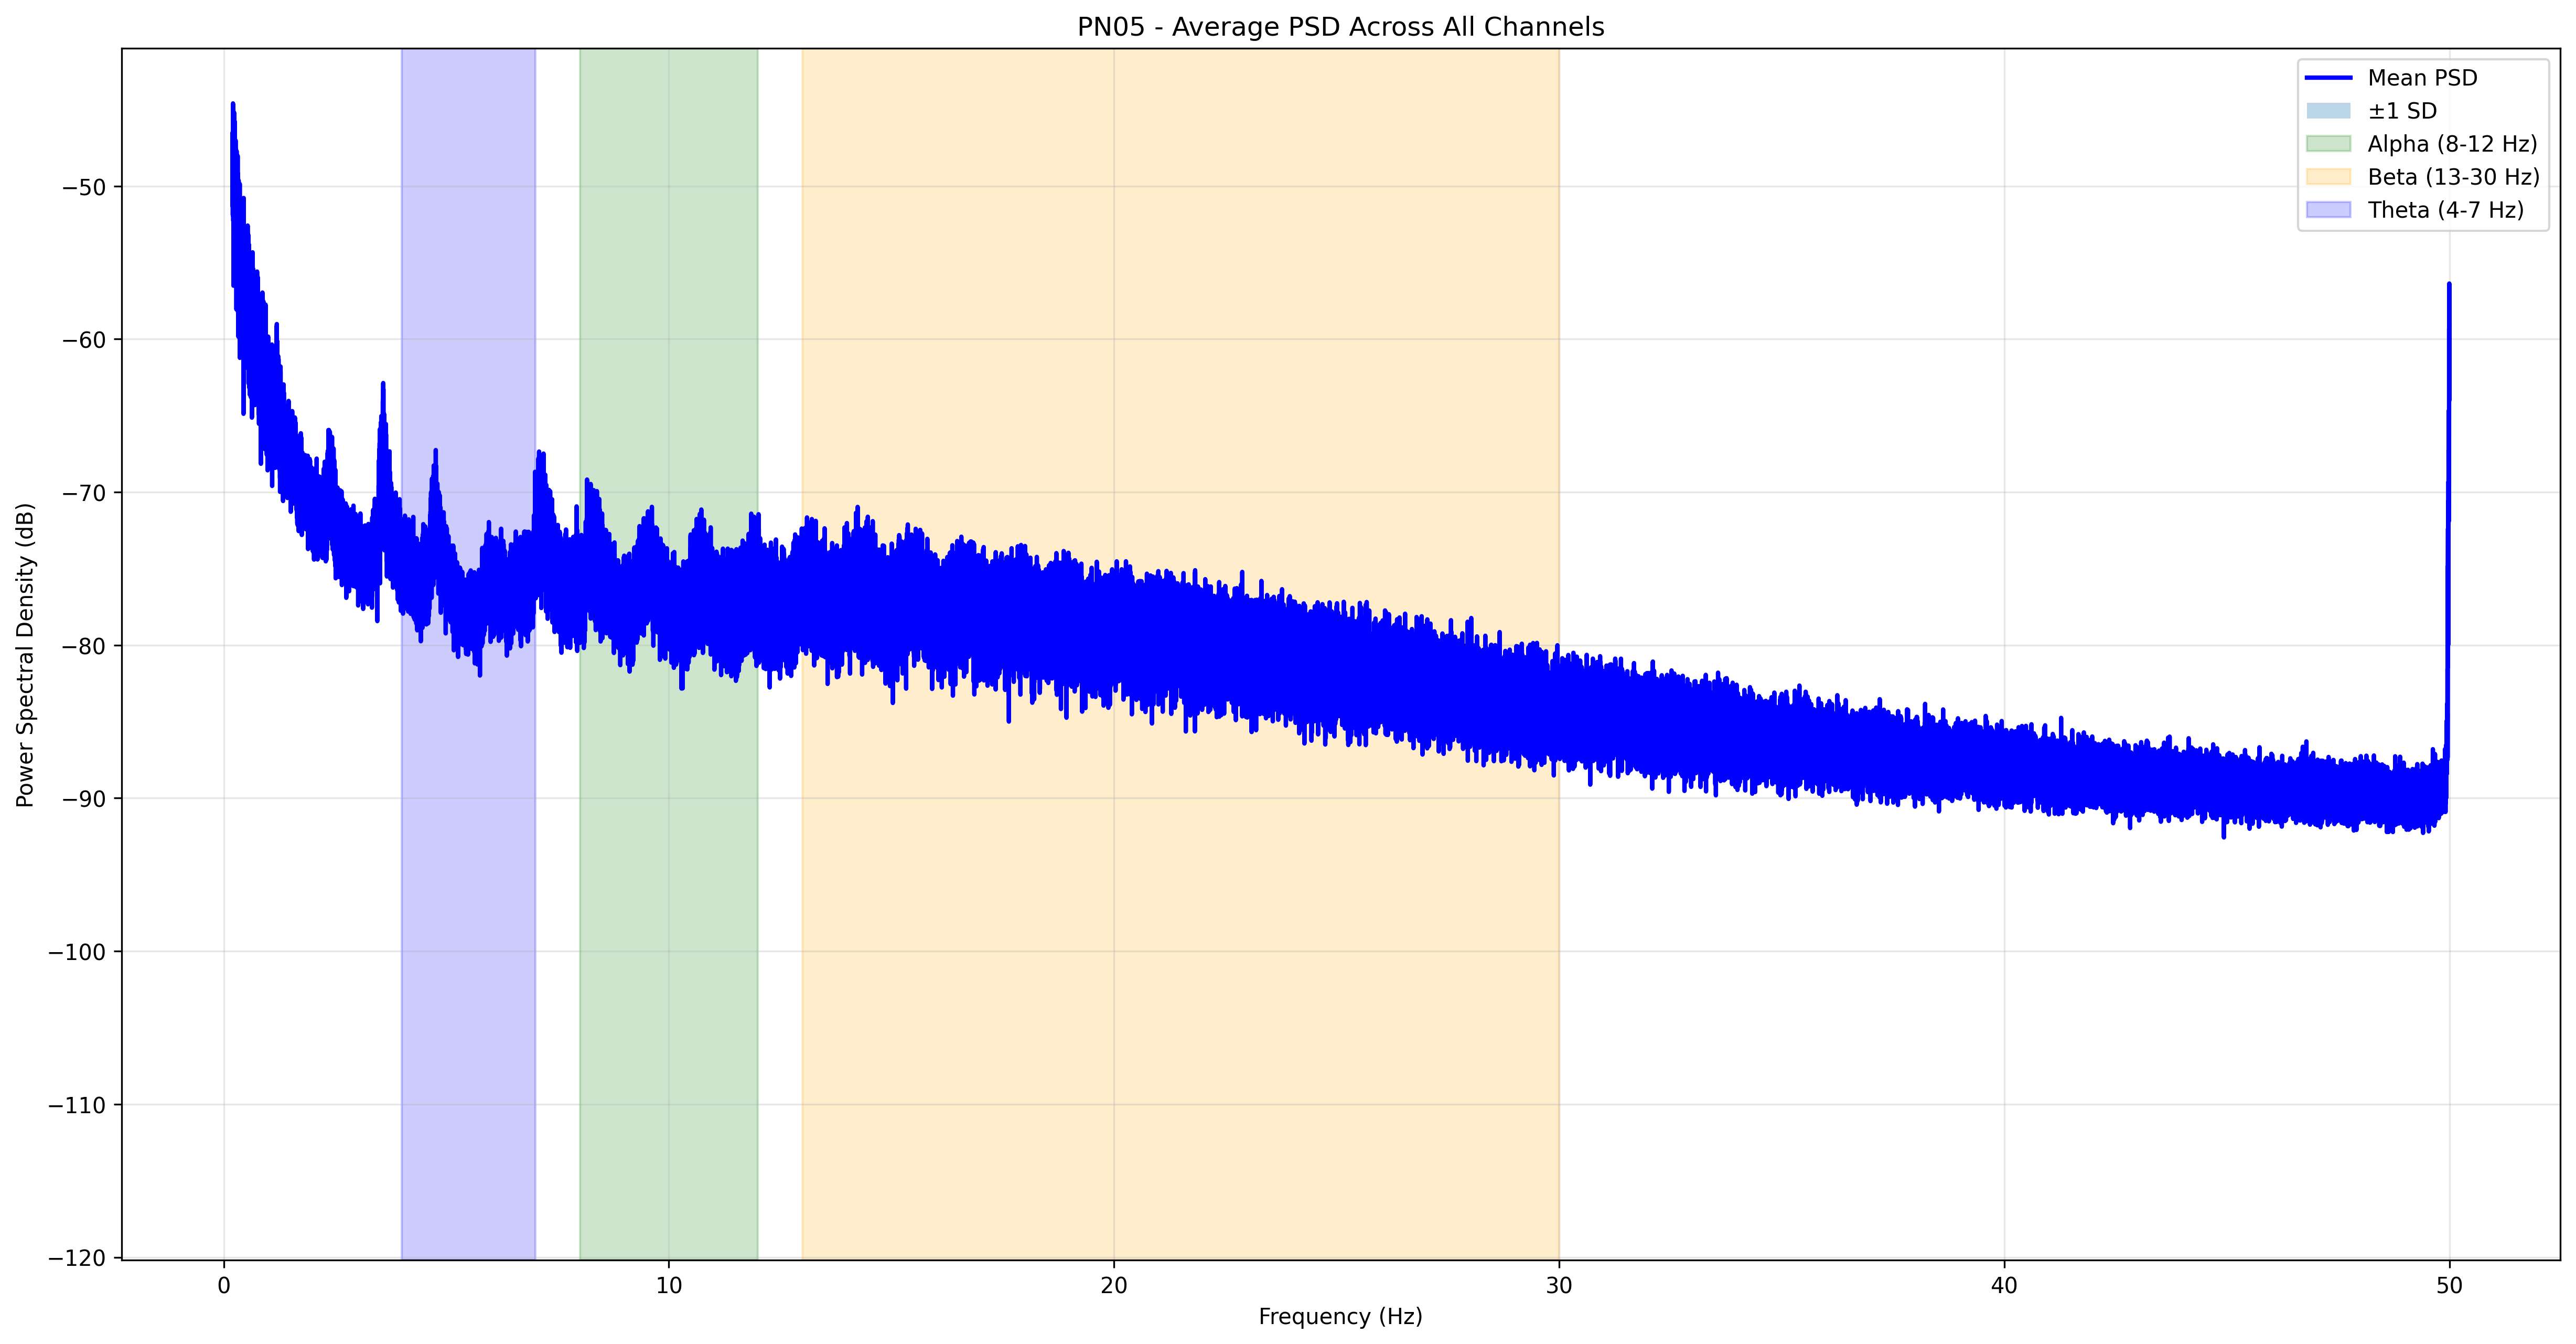 PN05 - Average PSD Across All Channels
Mean PSD
±1 SD
Alpha (8-12 Hz)
Beta (13-30 Hz)
Theta (4-7 Hz)
Power Spectral Density (dB)
−50
−60
−70
−80
−90
−100
−110
−120
0 10 20 30 40 50
Frequency (Hz)